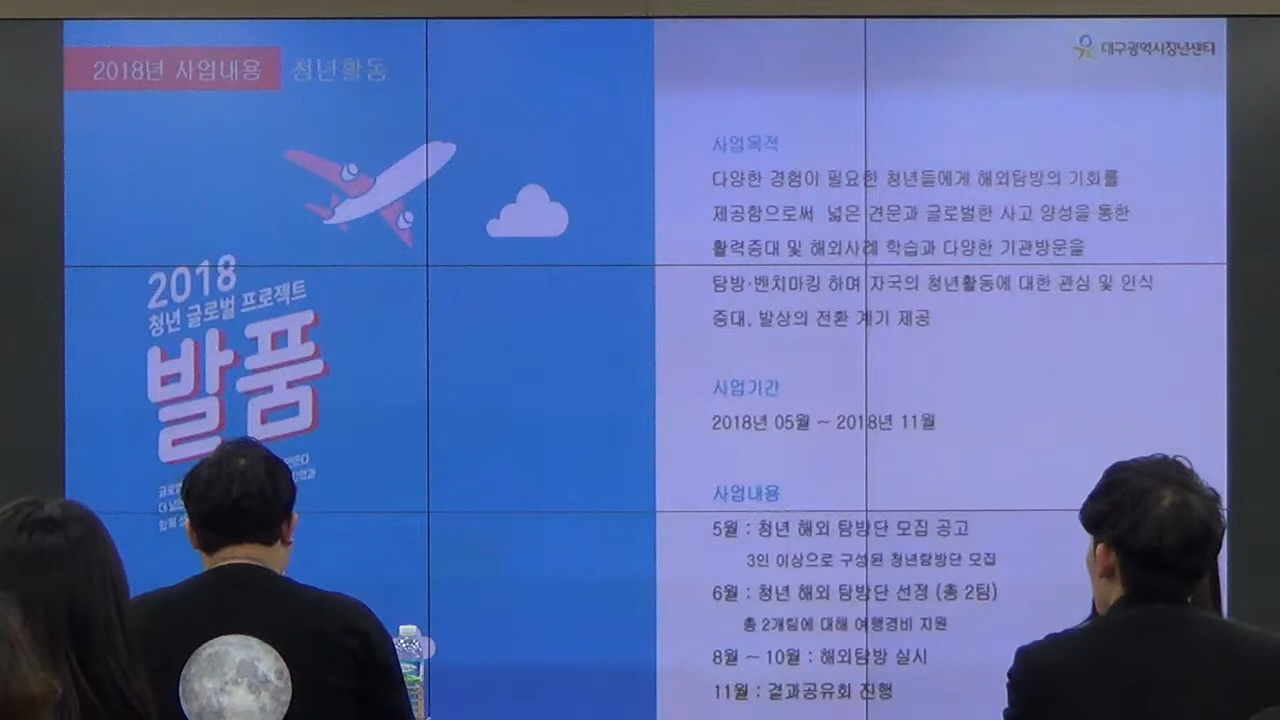 2018년 사업내용 청년활동
대구광역시청년센터
2018
청년 글로벌 프로젝트
발품
사업목적
다양한 경험이 필요한 청년들에게 해외탐방의 기회를
제공함으로써 넓은 견문과 글로벌한 사고 양성을 통한
활력증대 및 해외사례 학습과 다양한 기관방문을
탐방·벤치마킹 하며 자국의 청년활동에 대한 관심 및 인식
증대, 발상의 전환 계기 제공
사업기간
2018년 05월 ~ 2018년 11월
사업내용
5월 : 청년 해외 탐방단 모집 공고
3인 이상으로 구성된 청년탐방단 모집
6월 : 청년 해외 탐방단 선정 (총 2팀)
총 2개팀에 대해 여행경비 지원
8월 ~ 10월 : 해외탐방 실시
11월 : 결과공유회 진행